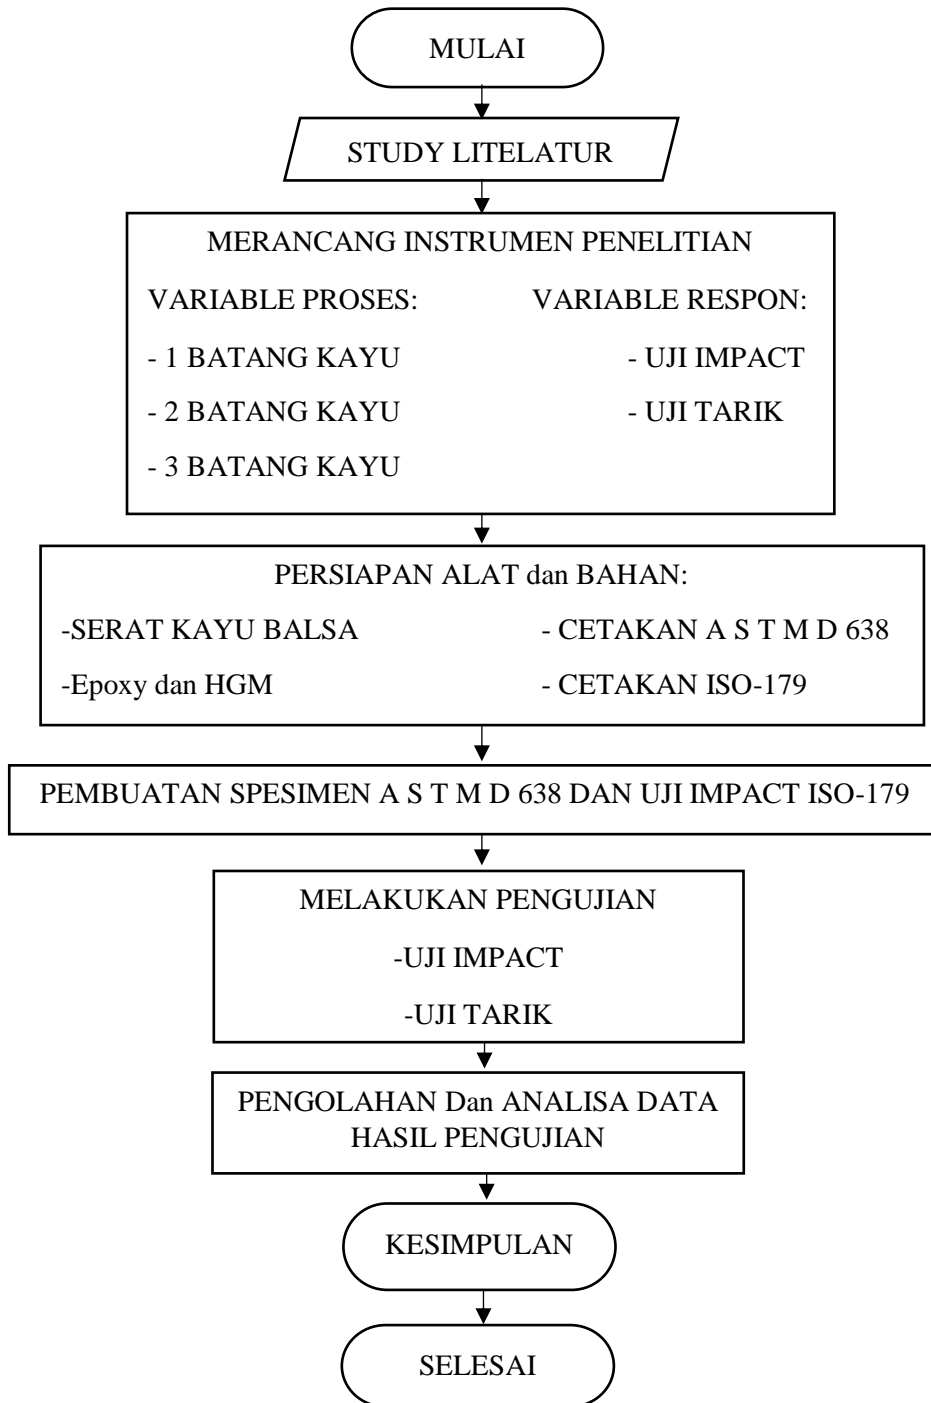 MULAI
STUDY LITELATUR
MERANCANG INSTRUMEN PENELITIAN
VARIABLE PROSES: VARIABLE RESPON:
- 1 BATANG KAYU - UJI IMPACT
- 2 BATANG KAYU - UJI TARIK
- 3 BATANG KAYU
PERSIAPAN ALAT dan BAHAN:
-SERAT KAYU BALSA - CETAKAN A S T M D 638
-Epoxy dan HGM - CETAKAN ISO-179
PEMBUATAN SPESIMEN A S T M D 638 DAN UJI IMPACT ISO-179
MELAKUKAN PENGUJIAN
-UJI IMPACT
-UJI TARIK
PENGOLAHAN Dan ANALISA DATA
HASIL PENGUJIAN
KESIMPULAN
SELESAI